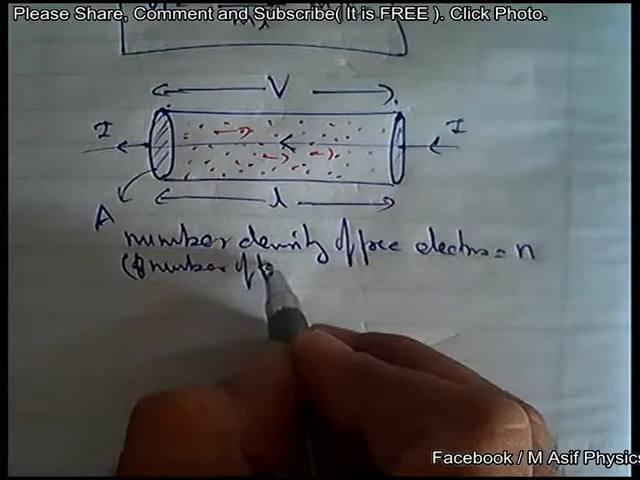 Please Share, Comment and Subscribe( It is FREE ). Click Photo.
V
I
I
A
l
number density of free electro = n
(number of
Facebook / M Asif Physics